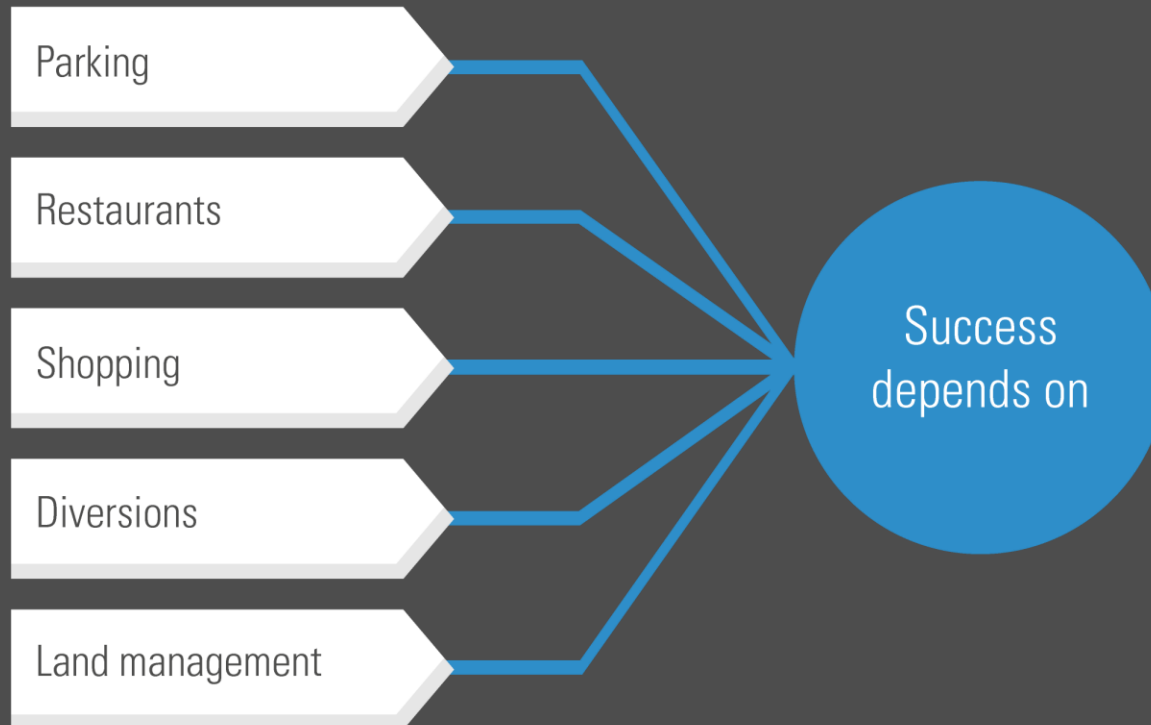 Parking
Restaurants
Shopping
Diversions
Land management
Success
depends on